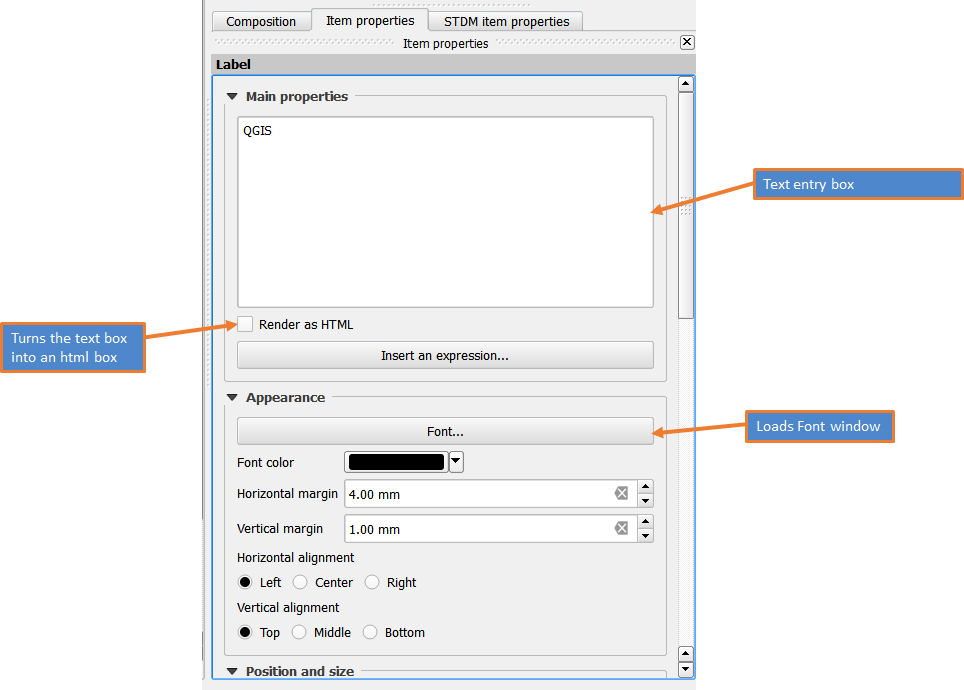 Composition
Item properties
STDM item properties
Item properties
Label
Main properties
QGIS
Text entry box
Render as HTML
Turns the text box
into an html box
Insert an expression...
Appearance
Font...
Loads Font window
Font color
Horizontal margin
4.00 mm
Vertical margin
1.00 mm
Horizontal alignment
Left
Center
Right
Vertical alignment
Top
Middle
Bottom
Position and size